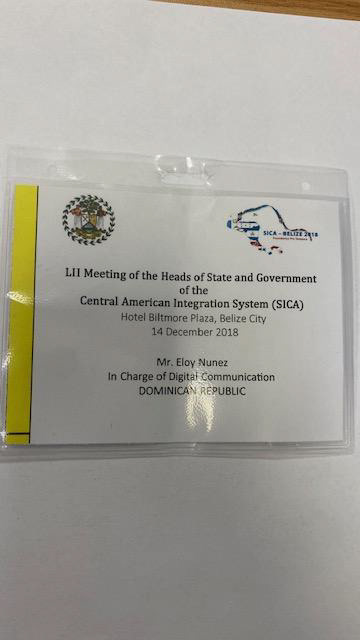 SICA - BELIZE 2018
LII Meeting of the Heads of State and Government
of the
Central American Integration System (SICA)
Hotel Biltmore Plaza, Belize City
14 December 2018
Mr. Eloy Nunez
In Charge of Digital Communication
DOMINICAN REPUBLIC